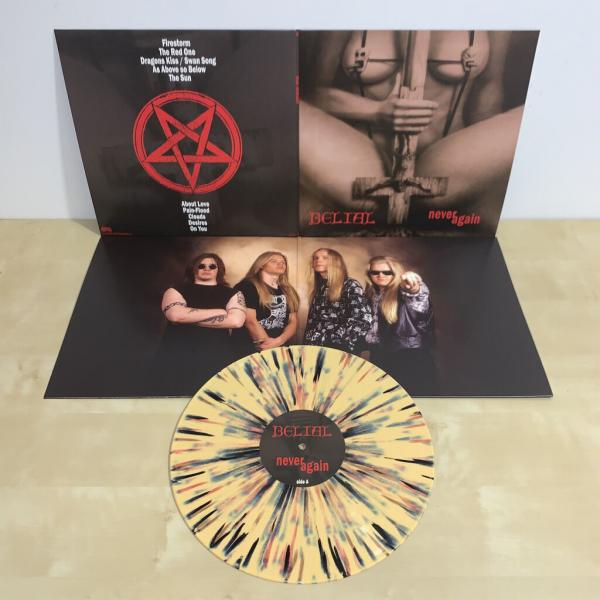 Firestorm
The Red One
Dragons Kiss / Swan Song
As Above so Below
The Sun
About Love
Pain-Flood
Clouds
Desires
On You
BELIAL
never again
BELIAL
never again
side A